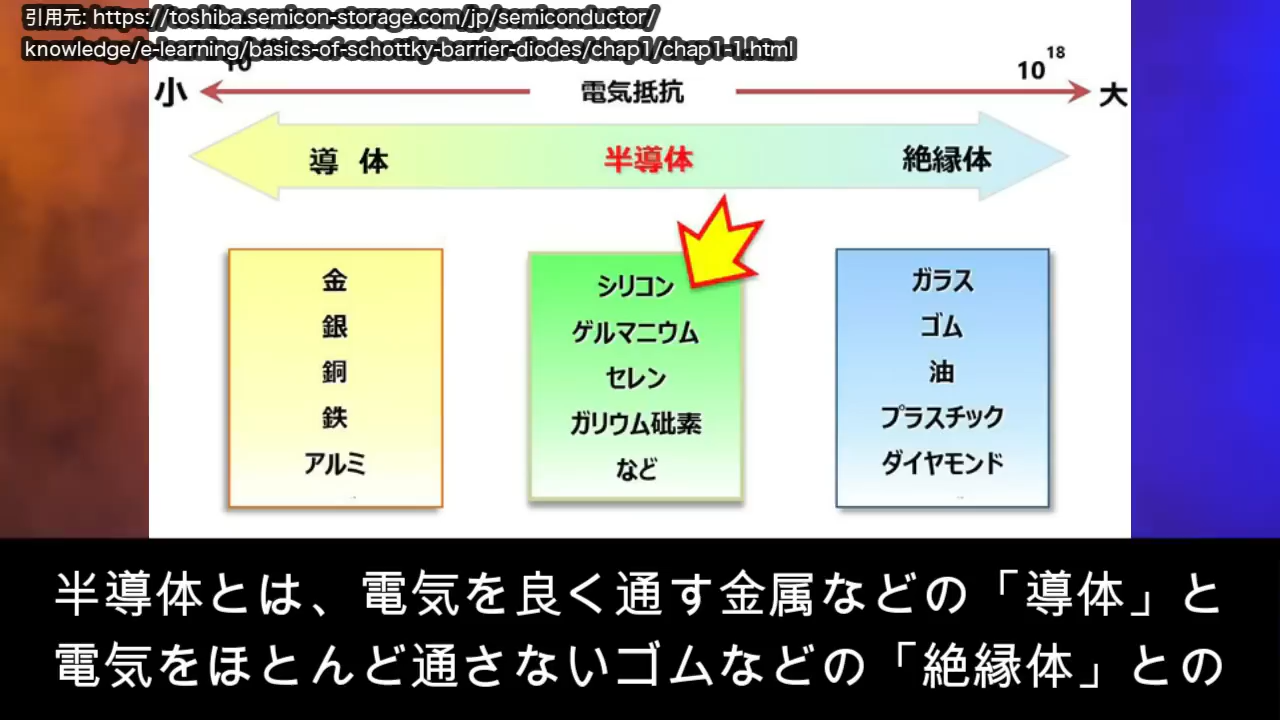 引用元: https://toshiba.semicon-storage.com/jp/semiconductor/
knowledge/e-learning/basics-of-schottky-barrier-diodes/chap1/chap1-1.html
小 電気抵抗 10¹⁸ 大
導 体 半導体 絶縁体
金
銀
銅
鉄
アルミ
シリコン
ゲルマニウム
セレン
ガリウム砒素
など
ガラス
ゴム
油
プラスチック
ダイヤモンド
半導体とは、電気を良く通す金属などの「導体」と
電気をほとんど通さないゴムなどの「絶縁体」との